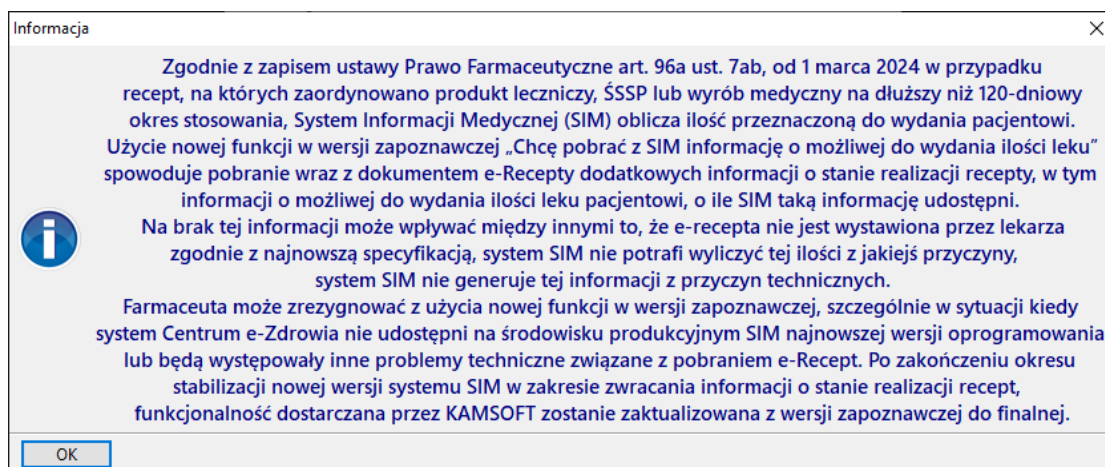 Informacja
Zgodnie z zapisem ustawy Prawo Farmaceutyczne art. 96a ust. 7ab, od 1 marca 2024 w przypadku
recept, na których zaordynowano produkt leczniczy, ŚSSP lub wyrób medyczny na dłuższy niż 120-dniowy
okres stosowania, System Informacji Medycznej (SIM) oblicza ilość przeznaczoną do wydania pacjentowi.
Użycie nowej funkcji w wersji zapoznawczej „Chcę pobrać z SIM informację o możliwej do wydania ilości leku”
spowoduje pobranie wraz z dokumentem e-Recepty dodatkowych informacji o stanie realizacji recepty, w tym
informacji o możliwej do wydania ilości leku pacjentowi, o ile SIM taką informację udostępni.
Na brak tej informacji może wpływać między innymi to, że e-recepta nie jest wystawiona przez lekarza
zgodnie z najnowszą specyfikacją, system SIM nie potrafi wyliczyć tej ilości z jakiejś przyczyny,
system SIM nie generuje tej informacji z przyczyn technicznych.
Farmaceuta może zrezygnować z użycia nowej funkcji w wersji zapoznawczej, szczególnie w sytuacji kiedy
system Centrum e-Zdrowia nie udostępni na środowisku produkcyjnym SIM najnowszej wersji oprogramowania
lub będą występowały inne problemy techniczne związane z pobraniem e-Recept. Po zakończeniu okresu
stabilizacji nowej wersji systemu SIM w zakresie zwracania informacji o stanie realizacji recept,
funkcjonalność dostarczana przez KAMSOFT zostanie zaktualizowana z wersji zapoznawczej do finalnej.
OK